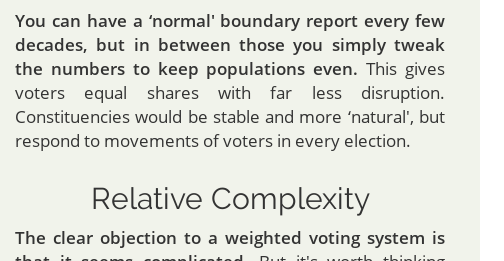 You can have a ‘normal' boundary report every few
decades, but in between those you simply tweak
the numbers to keep populations even. This gives
voters equal shares with far less disruption.
Constituencies would be stable and more ‘natural', but
respond to movements of voters in every election.
Relative Complexity
The clear objection to a weighted voting system is
that it seems complicated. But it's worth thinking